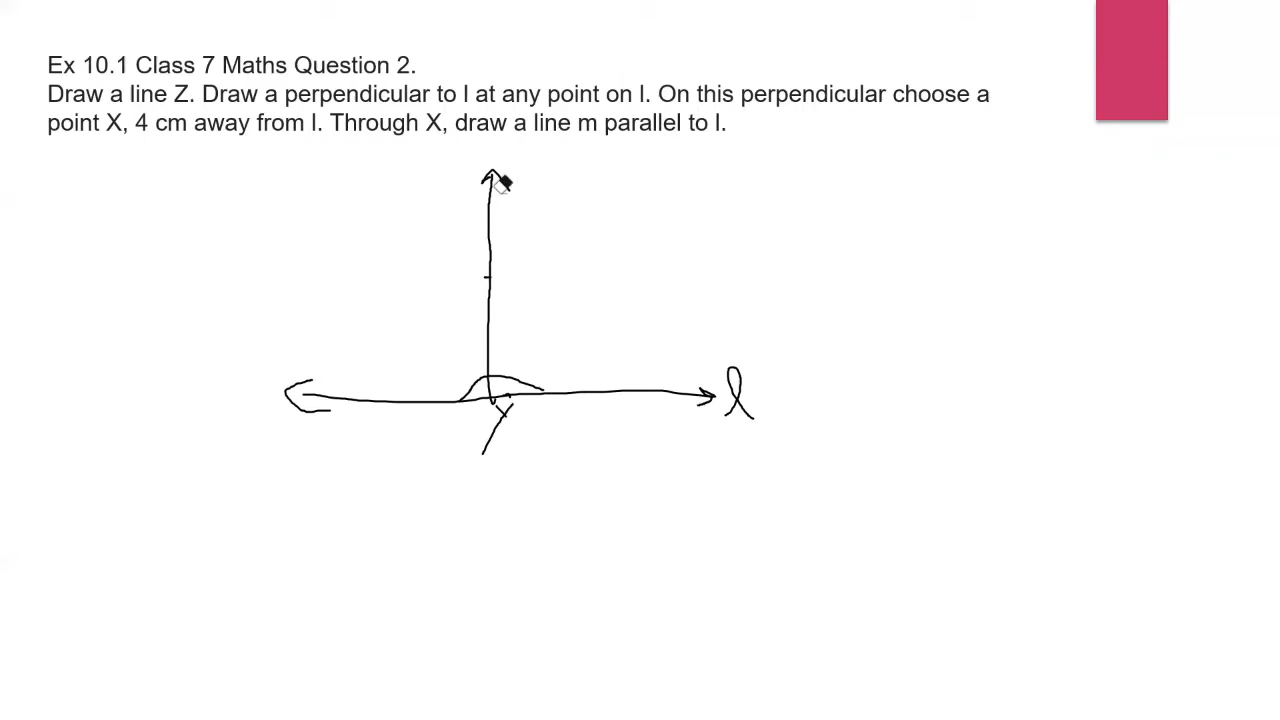 Ex 10.1 Class 7 Maths Question 2.
Draw a line Z. Draw a perpendicular to l at any point on l. On this perpendicular choose a
point X, 4 cm away from l. Through X, draw a line m parallel to l.
l
Y